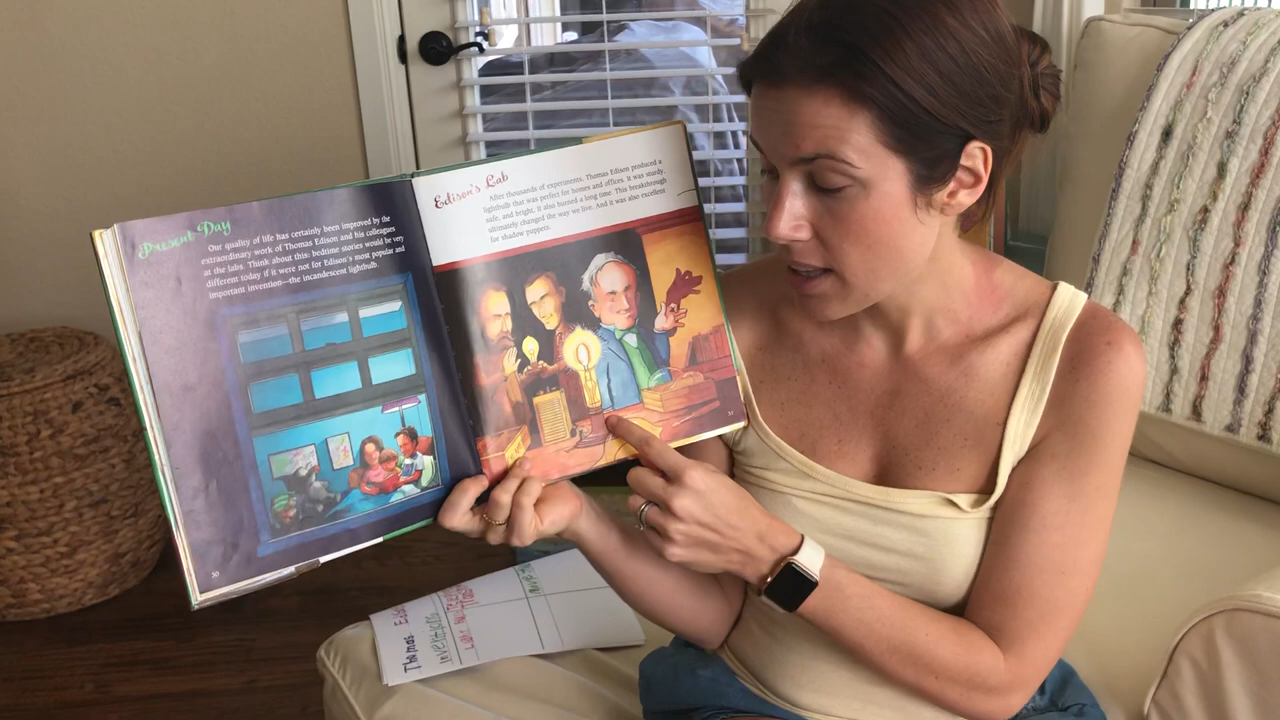 Present Day
Our quality of life has certainly been improved by the
extraordinary work of Thomas Edison and his colleagues
at the labs. Think about this: bedtime stories would be very
different today if it were not for Edison's most popular and
important invention—the incandescent lightbulb.
30
Edison's Lab
After thousands of experiments, Thomas Edison produced a
lightbulb that was perfect for homes and offices. It was sturdy,
safe, and bright. It also burned a long time. This breakthrough
ultimately changed the way we live. And it was also excellent
for shadow puppets.
31
Thomas